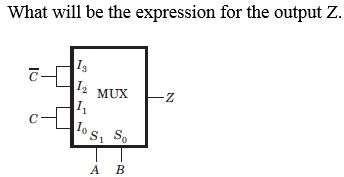 What will be the expression for the output Z.
I₃
C̅
I₂
MUX
Z
I₁
C
I₀
S₁ S₀
A B